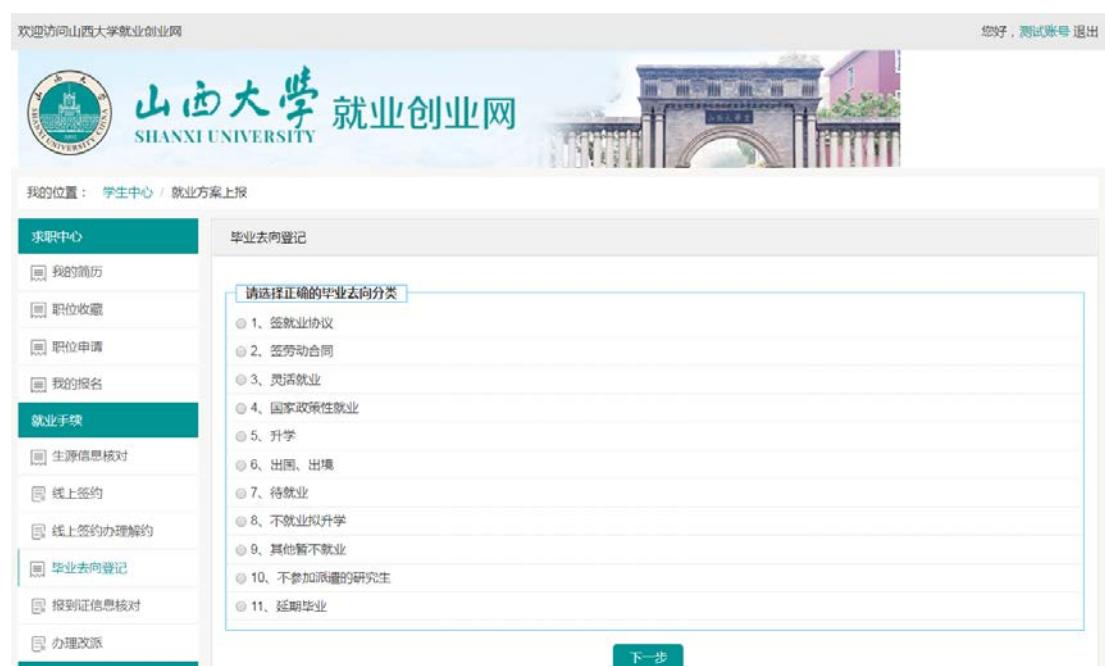 欢迎访问山西大学就业创业网
您好，测试账号 退出
山西大学 就业创业网
SHANXI UNIVERSITY
我的位置： 学生中心 / 就业方案上报
求职中心
我的简历
职位收藏
职位申请
我的报名
就业手续
生源信息核对
线上签约
线上签约办理解约
毕业去向登记
报到证信息核对
办理改派
毕业去向登记
请选择正确的毕业去向分类
1、签就业协议
2、签劳动合同
3、灵活就业
4、国家政策性就业
5、升学
6、出国、出境
7、待就业
8、不就业拟升学
9、其他暂不就业
10、不参加派遣的研究生
11、延期毕业
下一步